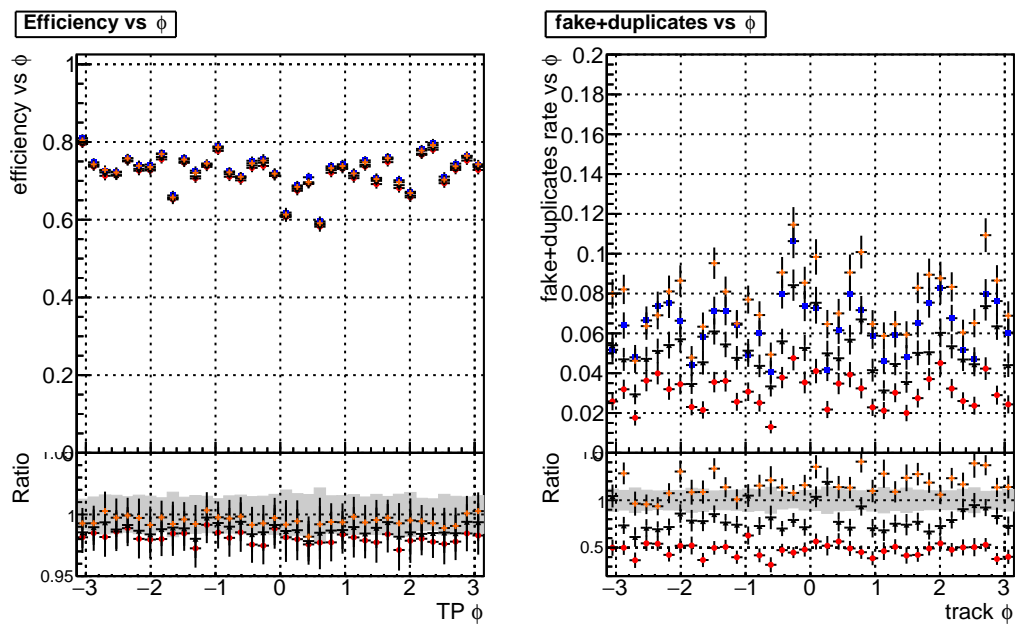 Efficiency vs ϕ
efficiency vs ϕ
1
0.8
0.6
0.4
0.2
0
Ratio
1
0.95
−3 −2 −1 0 1 2 3
TP ϕ
fake+duplicates vs ϕ
fake+duplicates rate vs ϕ
0.2
0.18
0.16
0.14
0.12
0.1
0.08
0.06
0.04
0.02
0
Ratio
1
0.5
−3 −2 −1 0 1 2 3
track ϕ